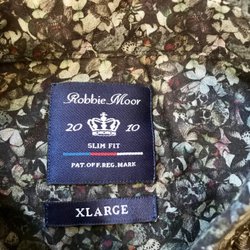 Robbie Moor
20 10
SLIM FIT
PAT. OFF. REG. MARK
XLARGE